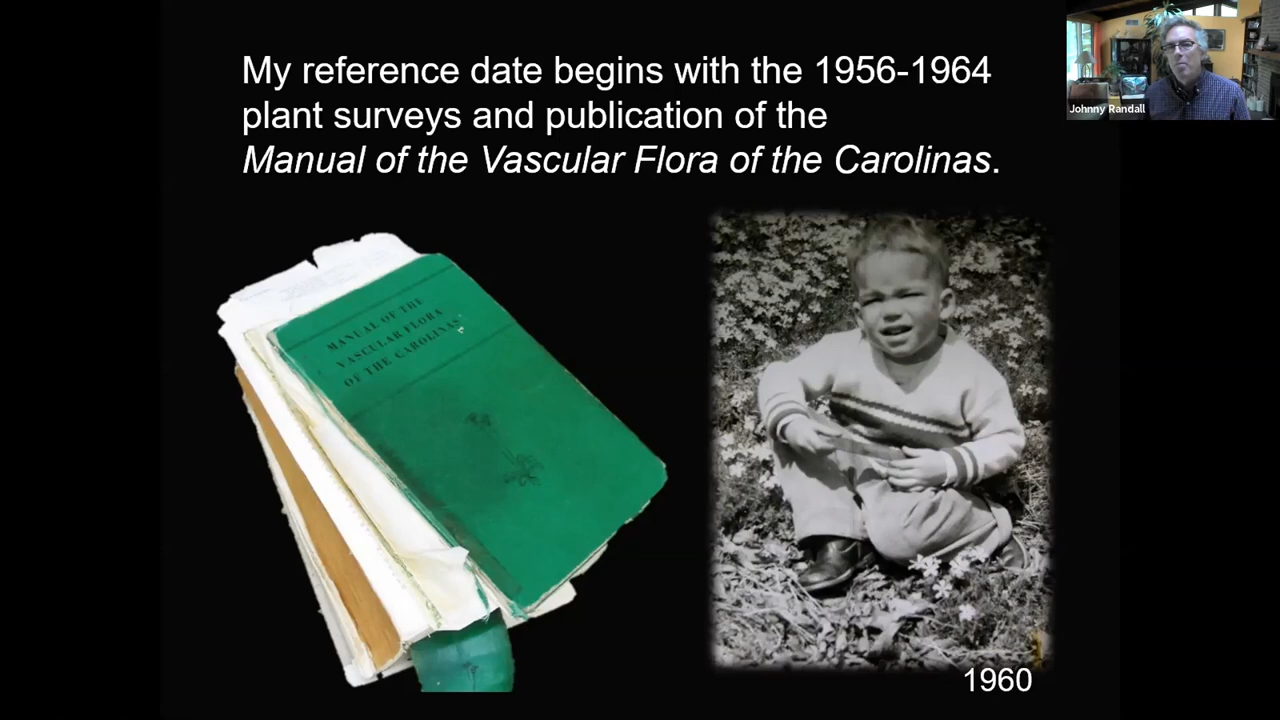 My reference date begins with the 1956-1964
plant surveys and publication of the
Manual of the Vascular Flora of the Carolinas.
Johnny Randall
MANUAL OF THE
VASCULAR FLORA
OF THE CAROLINAS
1960